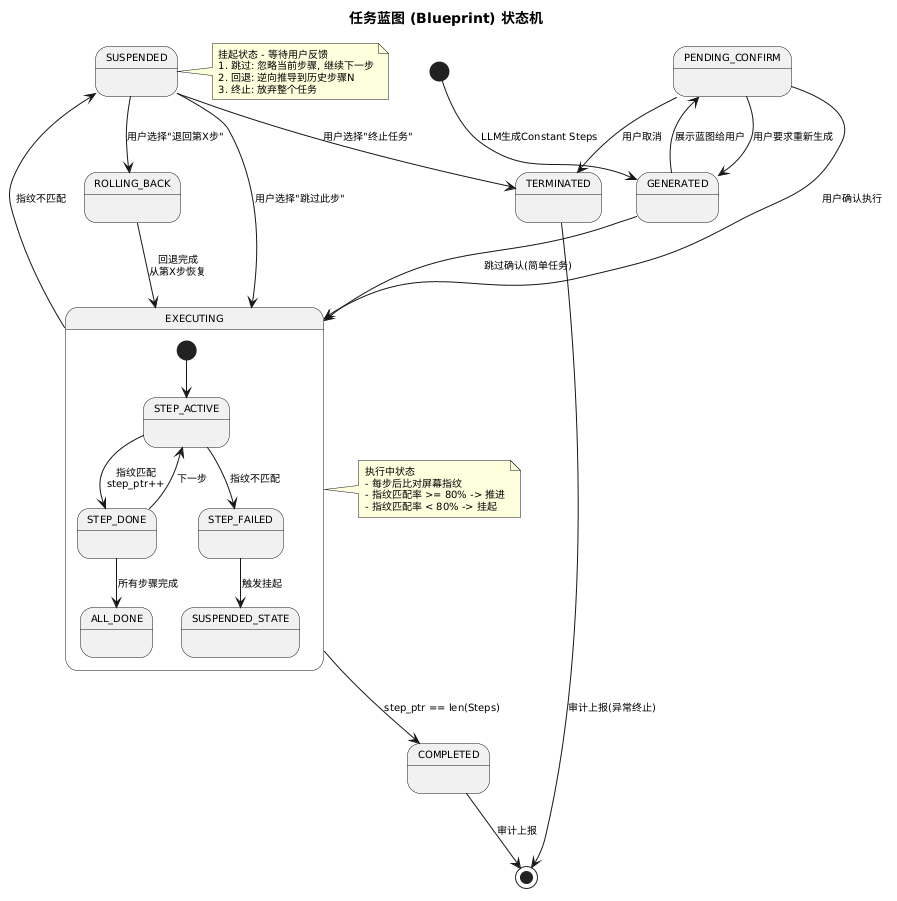 任务蓝图 (Blueprint) 状态机
SUSPENDED
挂起状态 - 等待用户反馈
1. 跳过: 忽略当前步骤, 继续下一步
2. 回退: 逆向推导到历史步骤N
3. 终止: 放弃整个任务
PENDING_CONFIRM
用户选择"退回第X步"
用户选择"终止任务"
LLM生成Constant Steps
用户取消
展示蓝图给用户
用户要求重新生成
指纹不匹配
ROLLING_BACK
用户选择"跳过此步"
TERMINATED
GENERATED
用户确认执行
回退完成
从第X步恢复
跳过确认(简单任务)
EXECUTING
STEP_ACTIVE
指纹匹配
step_ptr++
下一步
指纹不匹配
执行中状态
- 每步后比对屏幕指纹
- 指纹匹配率 >= 80% -> 推进
- 指纹匹配率 < 80% -> 挂起
STEP_DONE
STEP_FAILED
所有步骤完成
触发挂起
ALL_DONE
SUSPENDED_STATE
step_ptr == len(Steps)
审计上报(异常终止)
COMPLETED
审计上报